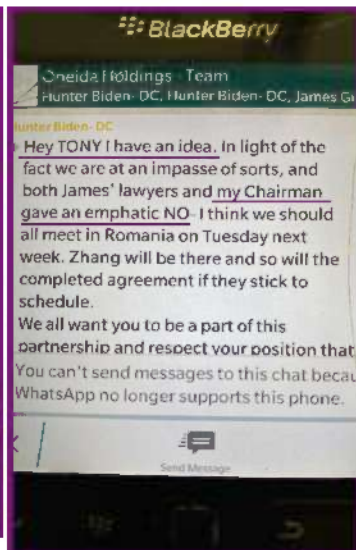 BlackBerry
Oneida Holdings - Team
Hunter Biden- DC, Hunter Biden- DC, James Gi
Hunter Biden- DC
Hey TONY I have an idea. In light of the
fact we are at an impasse of sorts, and
both James' lawyers and my Chairman
gave an emphatic NO- I think we should
all meet in Romania on Tuesday next
week. Zhang will be there and so will the
completed agreement if they stick to
schedule.
We all want you to be a part of this
partnership and respect your position that
You can't send messages to this chat becau
WhatsApp no longer supports this phone.
Send Message